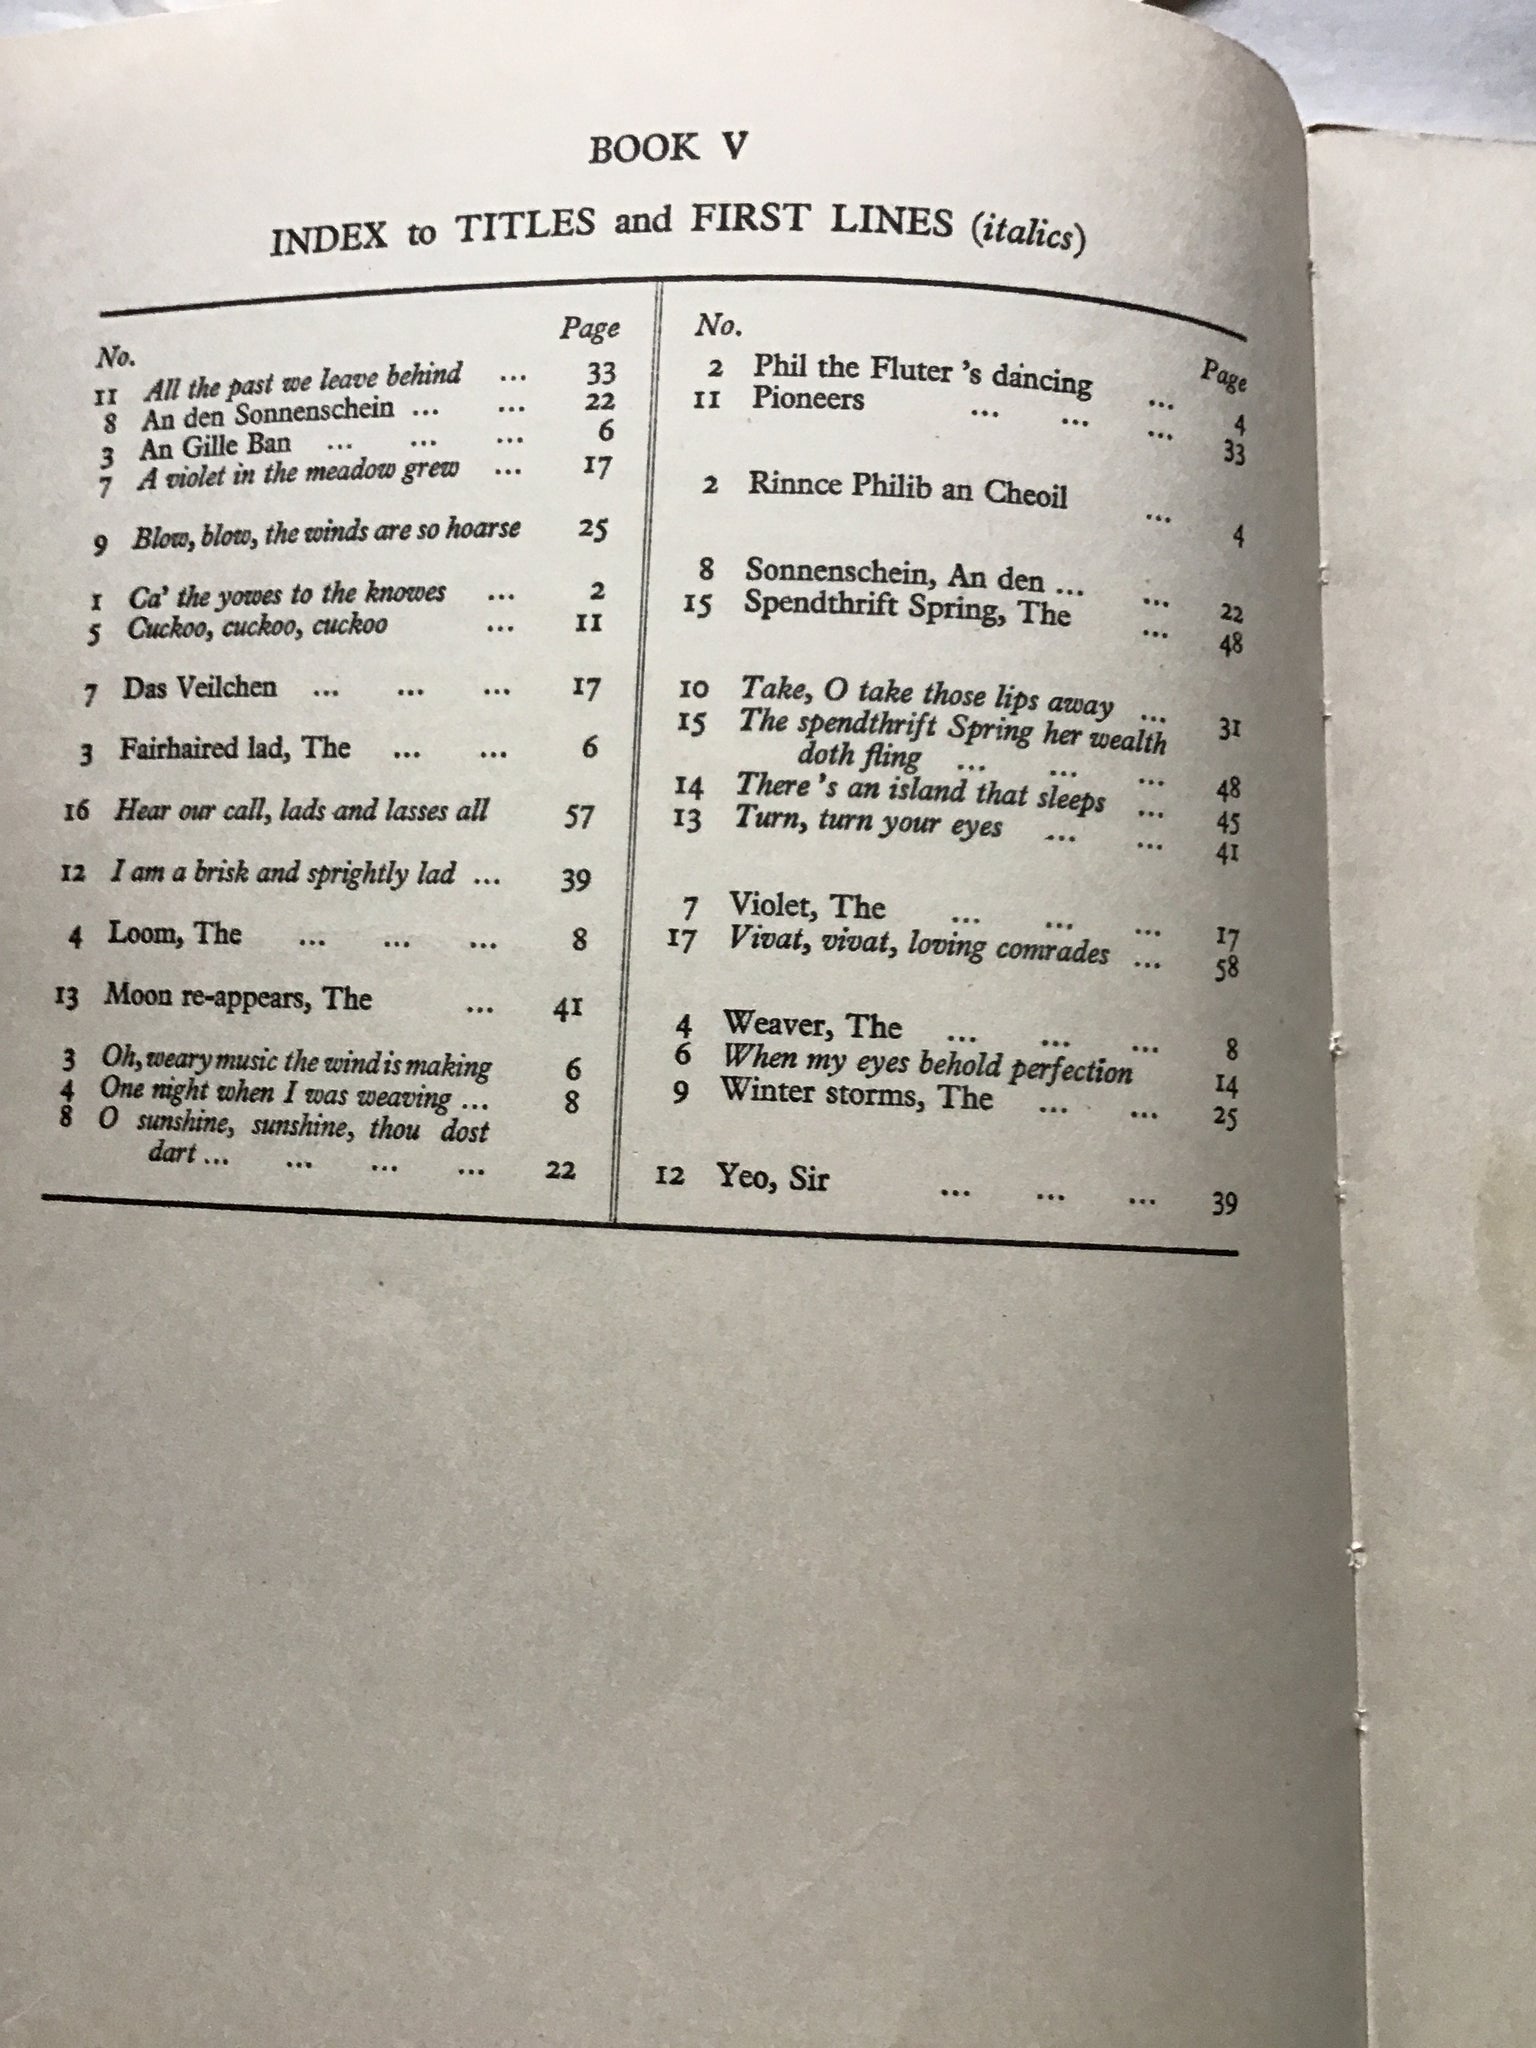 BOOK V
INDEX to TITLES and FIRST LINES (italics)
No. Page
11 All the past we leave behind ... 33
8 An den Sonnenschein ... ... 22
3 An Gille Ban ... ... ... 6
7 A violet in the meadow grew ... 17
9 Blow, blow, the winds are so hoarse 25
1 Ca' the yowes to the knowes ... 2
5 Cuckoo, cuckoo, cuckoo ... 11
7 Das Veilchen ... ... ... 17
3 Fairhaired lad, The ... ... 6
16 Hear our call, lads and lasses all 57
12 I am a brisk and sprightly lad ... 39
4 Loom, The ... ... ... 8
13 Moon re-appears, The ... 41
3 Oh, weary music the wind is making 6
4 One night when I was weaving ... 8
8 O sunshine, sunshine, thou dost
dart ... ... ... ... 22
No. Page
2 Phil the Fluter 's dancing ... 4
11 Pioneers ... ... ... 33
2 Rinnce Philib an Cheoil ... 4
8 Sonnenschein, An den ... ... 22
15 Spendthrift Spring, The ... 48
10 Take, O take those lips away ... 31
15 The spendthrift Spring her wealth
doth fling ... ... ... 48
14 There 's an island that sleeps ... 45
13 Turn, turn your eyes ... ... 41
7 Violet, The ... ... ... 17
17 Vivat, vivat, loving comrades ... 58
4 Weaver, The ... ... ... 8
6 When my eyes behold perfection 14
9 Winter storms, The ... ... 25
12 Yeo, Sir ... ... ... 39